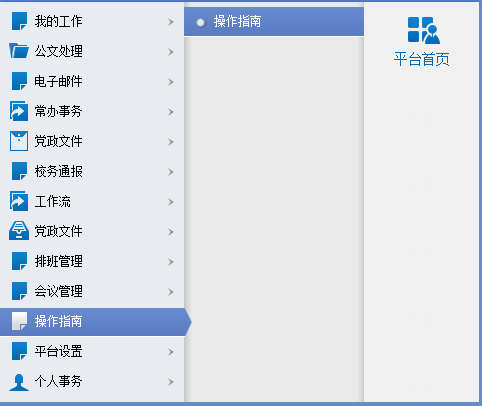 我的工作
公文处理
电子邮件
常办事务
党政文件
校务通报
工作流
党政文件
排班管理
会议管理
操作指南
平台设置
个人事务
操作指南
平台首页